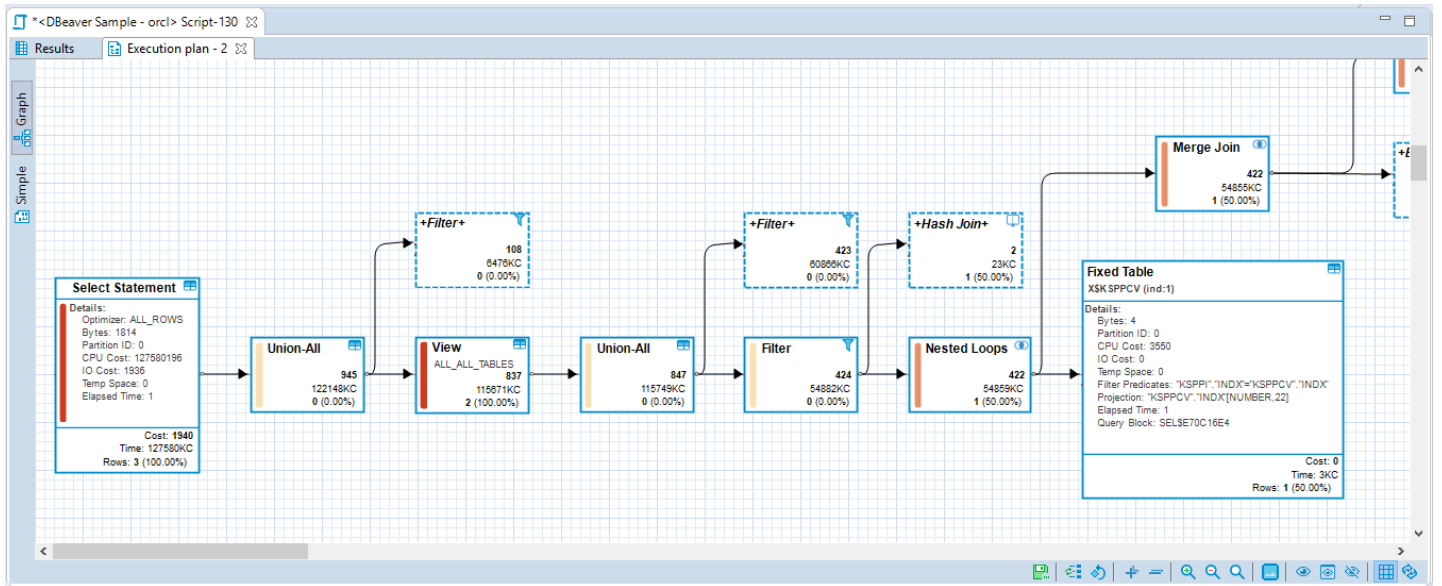 *<DBeaver Sample - orcl> Script-130
Results
Execution plan - 2
Graph
Simple
Select Statement
Details:
Optimizer: ALL_ROWS
Bytes: 1814
Partition ID: 0
CPU Cost: 127580196
IO Cost: 1936
Temp Space: 0
Elapsed Time: 1
Cost: 1940
Time: 127580KC
Rows: 3 (100.00%)
Union-All
945
122148KC
0 (0.00%)
+Filter+
108
6476KC
0 (0.00%)
View
ALL_ALL_TABLES
837
115671KC
2 (100.00%)
Union-All
847
115749KC
0 (0.00%)
+Filter+
423
60866KC
0 (0.00%)
Filter
424
54882KC
0 (0.00%)
+Hash Join+
2
23KC
1 (50.00%)
Nested Loops
422
54859KC
1 (50.00%)
Merge Join
422
54855KC
1 (50.00%)
Fixed Table
X$KSPPCV (ind:1)
Details:
Bytes: 4
Partition ID: 0
CPU Cost: 3550
IO Cost: 0
Temp Space: 0
Filter Predicates: "KSPPI"."INDX"="KSPPCV"."INDX"
Projection: "KSPPCV"."INDX"[NUMBER,22]
Elapsed Time: 1
Query Block: SEL$E70C16E4
Cost: 0
Time: 3KC
Rows: 1 (50.00%)